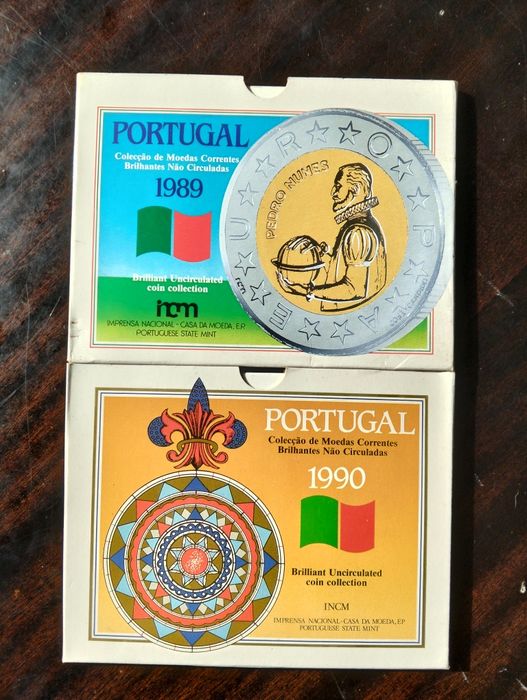 PORTUGAL
Colecção de Moedas Correntes
Brilhantes Não Circuladas
1989
Brilliant Uncirculated
coin collection
incm
IMPRENSA NACIONAL - CASA DA MOEDA, E.P.
PORTUGUESE STATE MINT
EUROPA
PEDRO NUNES
INCM
PORTUGAL
Colecção de Moedas Correntes
Brilhantes Não Circuladas
1990
Brilliant Uncirculated
coin collection
INCM
IMPRENSA NACIONAL-CASA DA MOEDA, E.P.
PORTUGUESE STATE MINT